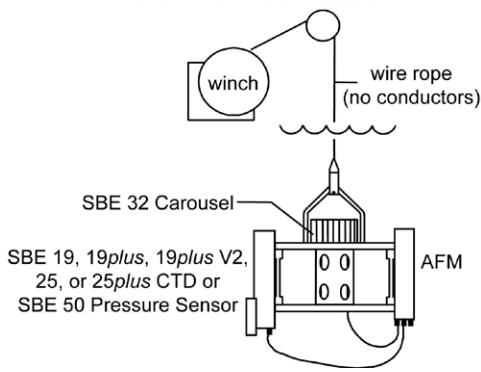 winch
wire rope
(no conductors)
SBE 32 Carousel
SBE 19, 19plus, 19plus V2,
25, or 25plus CTD or
SBE 50 Pressure Sensor
AFM